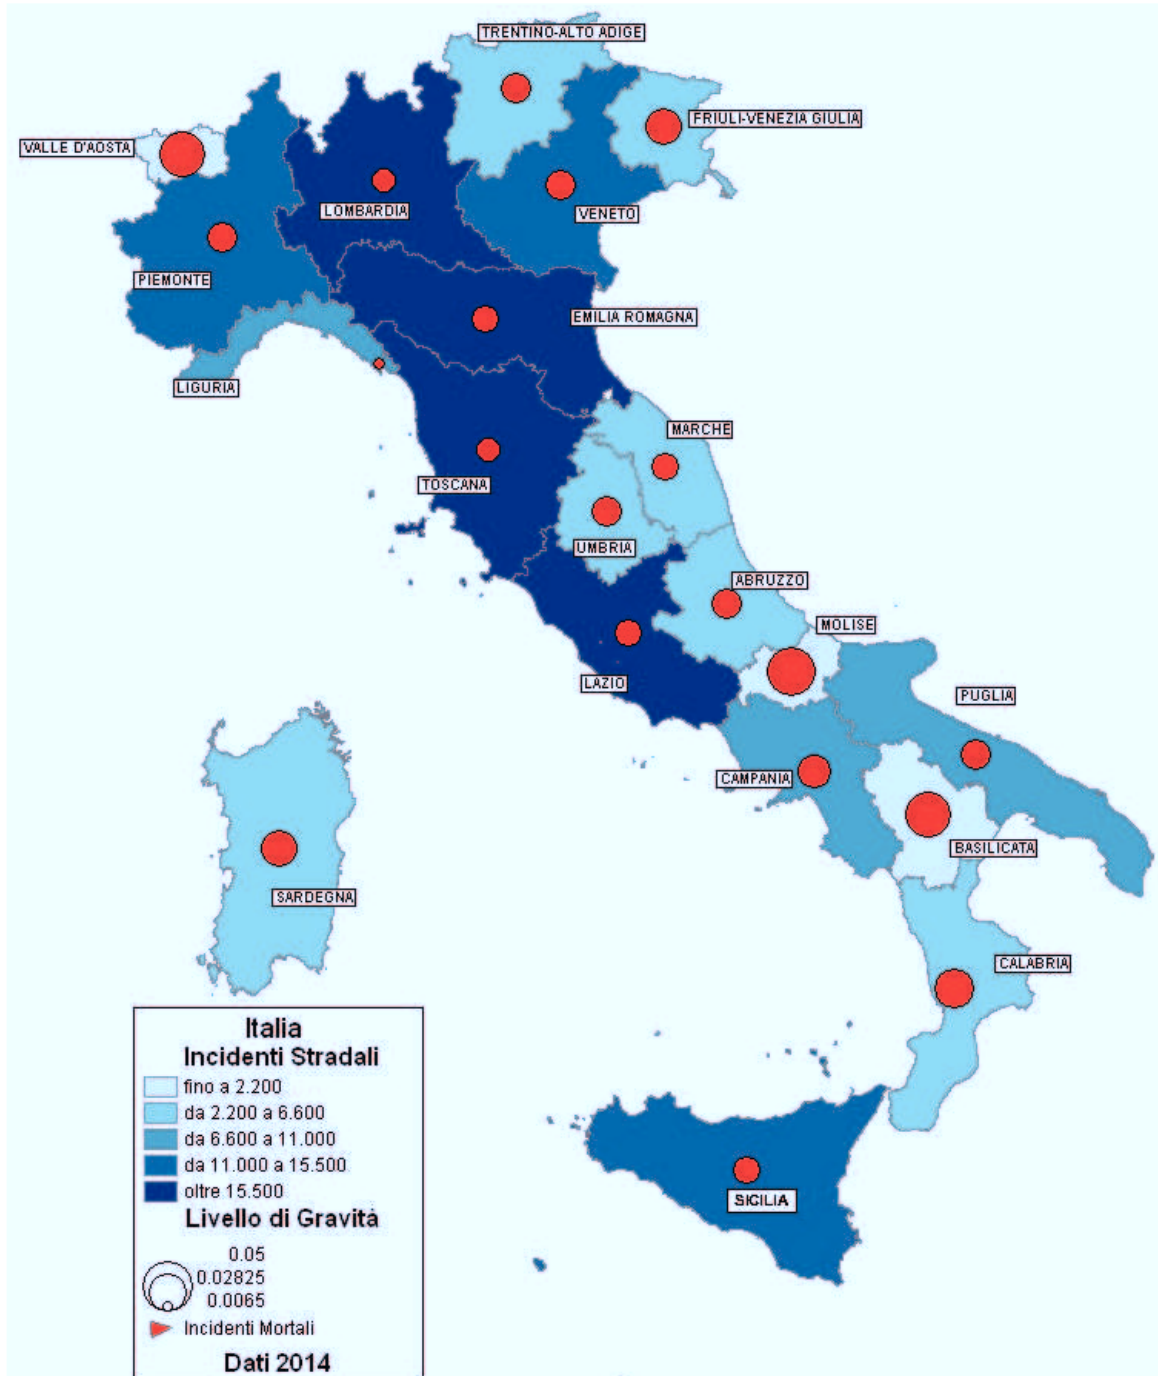 TRENTINO-ALTO ADIGE
FRIULI-VENEZIA GIULIA
VALLE D'AOSTA
LOMBARDIA
VENETO
PIEMONTE
EMILIA ROMAGNA
LIGURIA
MARCHE
TOSCANA
UMBRIA
ABRUZZO
MOLISE
LAZIO
PUGLIA
CAMPANIA
BASILICATA
SARDEGNA
CALABRIA
SICILIA
Italia
Incidenti Stradali
fino a 2.200
da 2.200 a 6.600
da 6.600 a 11.000
da 11.000 a 15.500
oltre 15.500
Livello di Gravità
0.05
0.02825
0.0065
Incidenti Mortali
Dati 2014